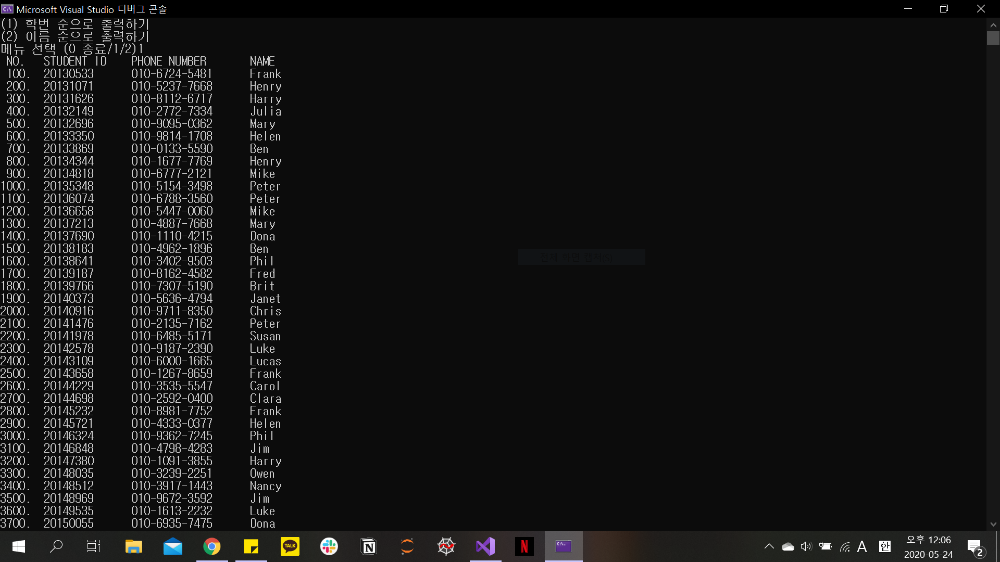 Microsoft Visual Studio 디버그 콘솔
(1) 학번 순으로 출력하기
(2) 이름 순으로 출력하기
메뉴 선택 (0 종료/1/2)1
NO. STUDENT ID PHONE NUMBER NAME
100. 20130533 010-6724-5481 Frank
200. 20131071 010-5237-7668 Henry
300. 20131626 010-8112-6717 Harry
400. 20132149 010-2772-7334 Julia
500. 20132696 010-9095-0362 Mary
600. 20133350 010-9814-1708 Helen
700. 20133869 010-0133-5590 Ben
800. 20134344 010-1677-7769 Henry
900. 20134818 010-6777-2121 Mike
1000. 20135348 010-5154-3498 Peter
1100. 20136074 010-6788-3560 Peter
1200. 20136658 010-5447-0060 Mike
1300. 20137213 010-4887-7668 Mary
1400. 20137690 010-1110-4215 Dona
1500. 20138183 010-4962-1896 Ben
1600. 20138641 010-3402-9503 Phil
1700. 20139187 010-8162-4582 Fred
1800. 20139766 010-7307-5190 Brit
1900. 20140373 010-5636-4794 Janet
2000. 20140916 010-9711-8350 Chris
2100. 20141476 010-2135-7162 Peter
2200. 20141978 010-6485-5171 Susan
2300. 20142578 010-9187-2390 Luke
2400. 20143109 010-6000-1665 Lucas
2500. 20143658 010-1267-8659 Frank
2600. 20144229 010-3535-5547 Carol
2700. 20144698 010-2592-0400 Clara
2800. 20145232 010-8981-7752 Frank
2900. 20145721 010-4333-0377 Helen
3000. 20146324 010-9362-7245 Phil
3100. 20146848 010-4798-4283 Jim
3200. 20147380 010-1091-3855 Harry
3300. 20148035 010-3239-2251 Owen
3400. 20148512 010-3917-1443 Nancy
3500. 20148969 010-9672-3592 Jim
3600. 20149535 010-1613-2232 Luke
3700. 20150055 010-6935-7475 Dona
전체 화면 캡처(S)
TALK
N
N
A
한
오후 12:06
2020-05-24
2